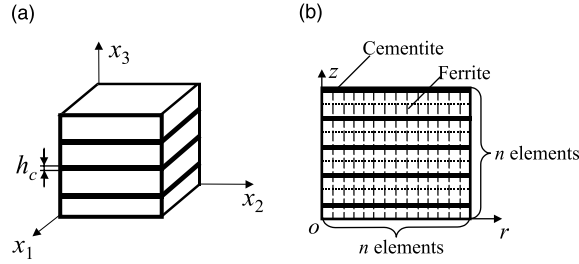 (a)
x3
hc
x2
x1
(b)
Cementite
z
Ferrite
n elements
o
r
n elements